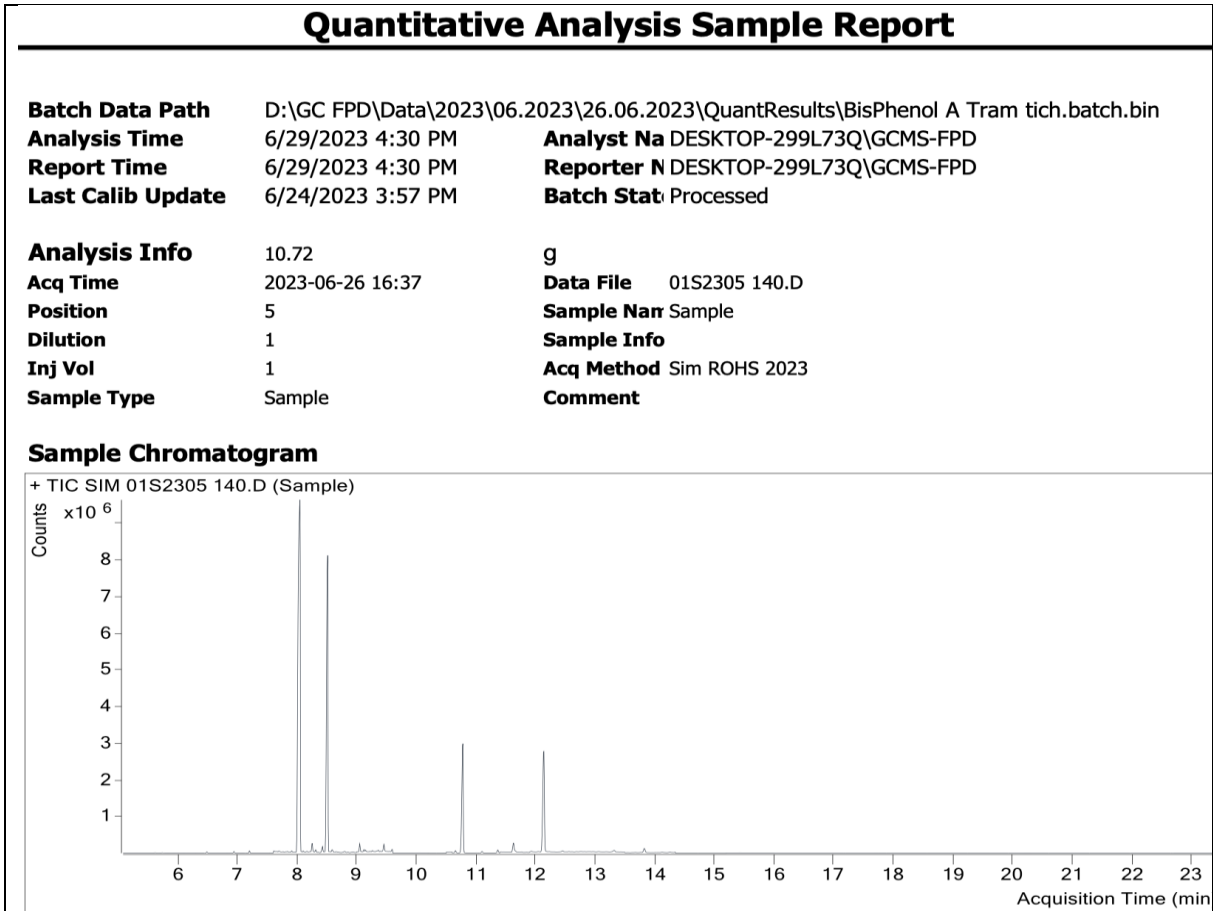 Quantitative Analysis Sample Report
Batch Data Path D:\GC FPD\Data\2023\06.2023\26.06.2023\QuantResults\BisPhenol A Tram tich.batch.bin
Analysis Time 6/29/2023 4:30 PM Analyst Na DESKTOP-299L73Q\GCMS-FPD
Report Time 6/29/2023 4:30 PM Reporter N DESKTOP-299L73Q\GCMS-FPD
Last Calib Update 6/24/2023 3:57 PM Batch Stat Processed
Analysis Info 10.72 g
Acq Time 2023-06-26 16:37 Data File 01S2305 140.D
Position 5 Sample Nam Sample
Dilution 1 Sample Info
Inj Vol 1 Acq Method Sim ROHS 2023
Sample Type Sample Comment
Sample Chromatogram
+ TIC SIM 01S2305 140.D (Sample)
Counts
x10 6
8
7
6
5
4
3
2
1
6 7 8 9 10 11 12 13 14 15 16 17 18 19 20 21 22 23
Acquisition Time (min